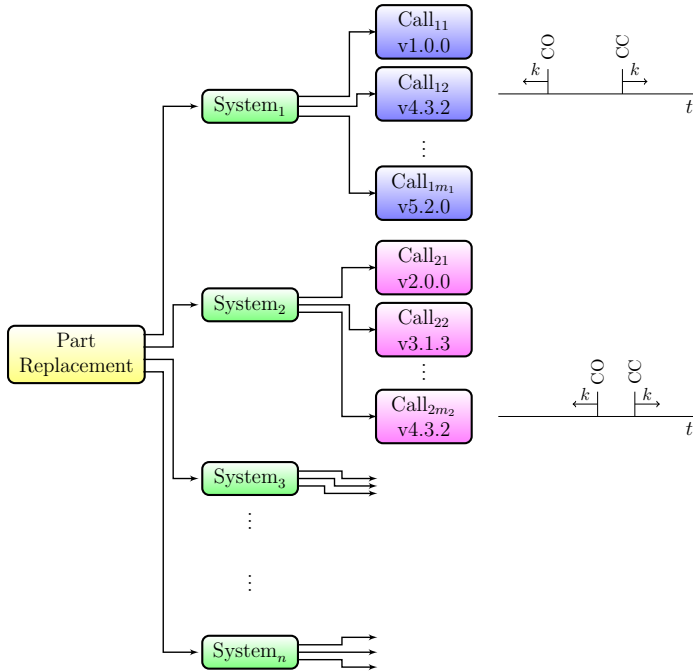 Call₁₁
v1.0.0
CO
CC
k
k
t
Call₁₂
v4.3.2
System₁
⋮
Call₁ₘ₁
v5.2.0
Call₂₁
v2.0.0
System₂
Call₂₂
v3.1.3
Part
Replacement
⋮
CO
CC
k
k
t
Call₂ₘ₂
v4.3.2
System₃
⋮
⋮
Systemₙ